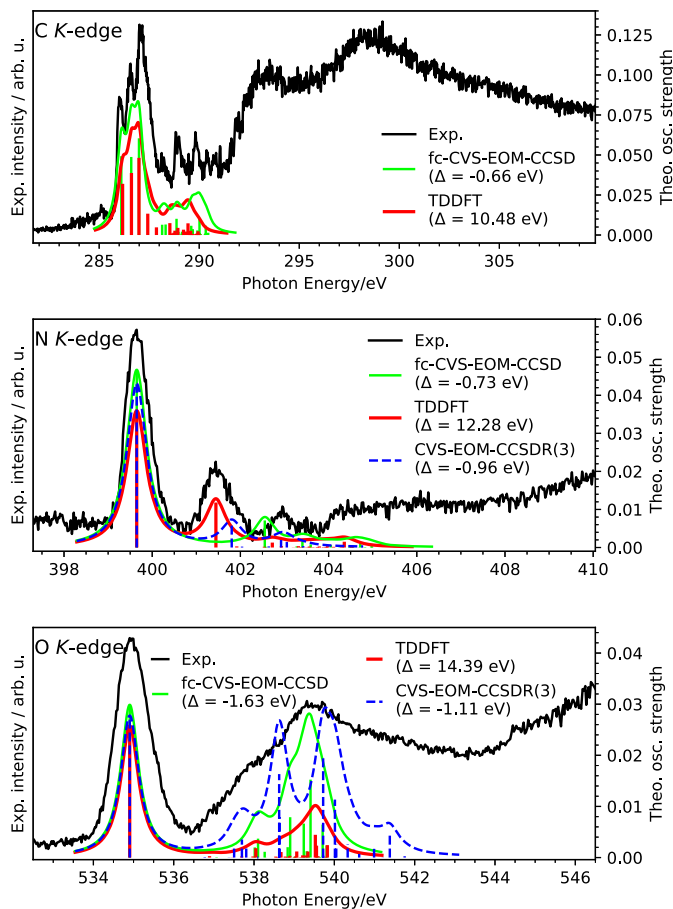 C K-edge
Exp. intensity / arb. u.
Exp.
fc-CVS-EOM-CCSD
(Δ = -0.66 eV)
TDDFT
(Δ = 10.48 eV)
0.125
0.100
0.075
0.050
0.025
0.000
Theo. osc. strength
285 290 295 300 305
Photon Energy/eV
N K-edge
Exp. intensity / arb. u.
Exp.
fc-CVS-EOM-CCSD
(Δ = -0.73 eV)
TDDFT
(Δ = 12.28 eV)
CVS-EOM-CCSDR(3)
(Δ = -0.96 eV)
0.06
0.05
0.04
0.03
0.02
0.01
0.00
Theo. osc. strength
398 400 402 404 406 408 410
Photon Energy/eV
O K-edge
Exp. intensity / arb. u.
Exp.
fc-CVS-EOM-CCSD
(Δ = -1.63 eV)
TDDFT
(Δ = 14.39 eV)
CVS-EOM-CCSDR(3)
(Δ = -1.11 eV)
0.04
0.03
0.02
0.01
0.00
Theo. osc. strength
534 536 538 540 542 544 546
Photon Energy/eV